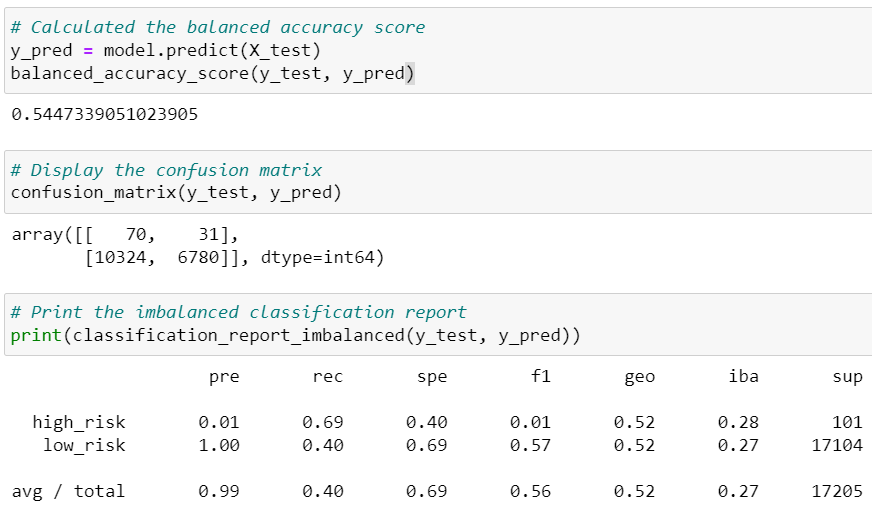 # Calculated the balanced accuracy score
y_pred = model.predict(X_test)
balanced_accuracy_score(y_test, y_pred)
0.5447339051023905
# Display the confusion matrix
confusion_matrix(y_test, y_pred)
array([[   70,    31],
       [10324,  6780]], dtype=int64)
# Print the imbalanced classification report
print(classification_report_imbalanced(y_test, y_pred))
pre rec spe f1 geo iba sup
high_risk 0.01 0.69 0.40 0.01 0.52 0.28 101
low_risk 1.00 0.40 0.69 0.57 0.52 0.27 17104
avg / total 0.99 0.40 0.69 0.56 0.52 0.27 17205